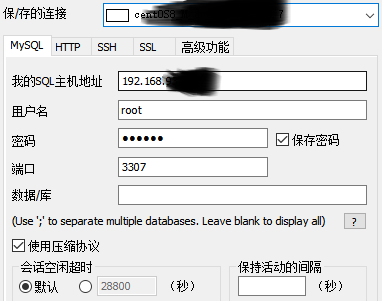 保/存的连接
MySQL HTTP SSH SSL 高级功能
我的SQL主机地址 192.168.
用户名 root
密码 ●●●●●● 保存密码
端口 3307
数据/库
(Use ';' to separate multiple databases. Leave blank to display all) ?
使用压缩协议
会话空闲超时 保持活动的间隔
默认 28800 (秒) (秒)